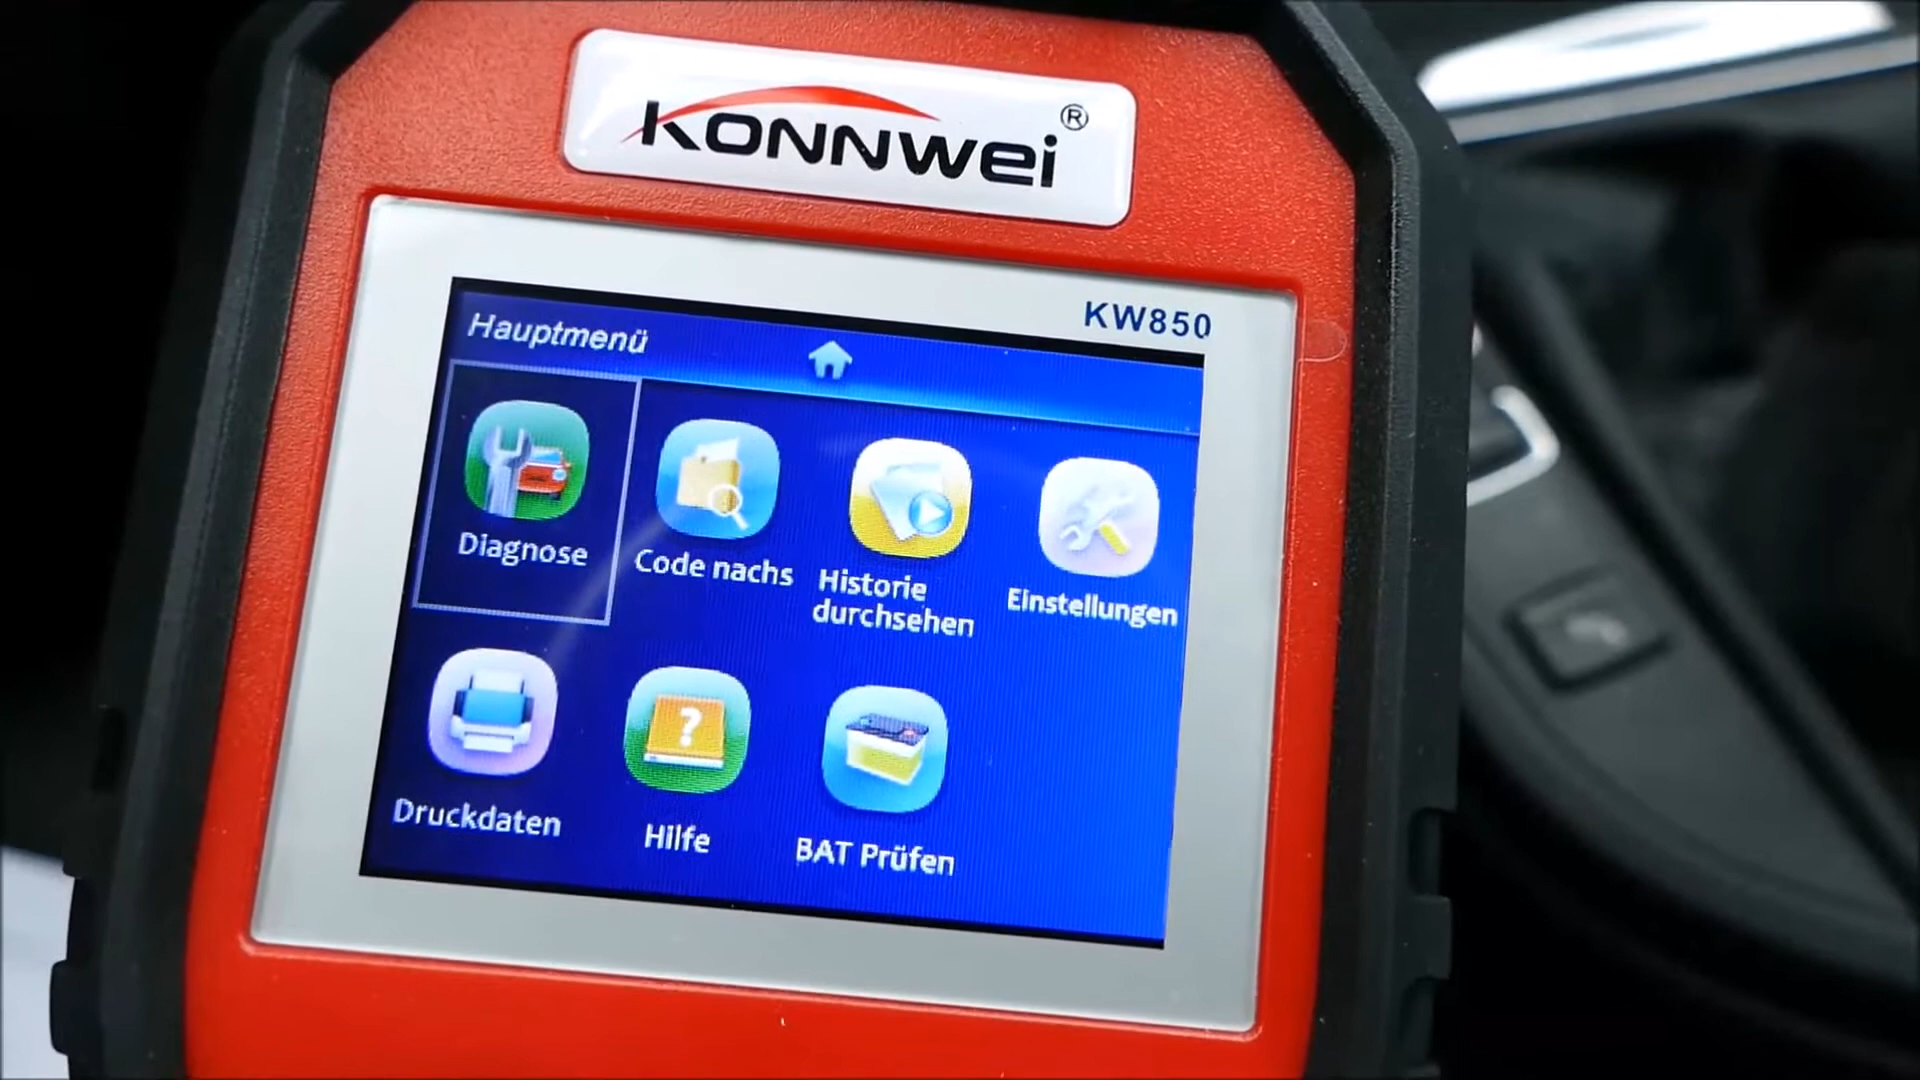 KONNWEI®
KW850
Hauptmenü
Diagnose
Code nachs
Historie
durchsehen
Einstellungen
Druckdaten
?
Hilfe
BAT Prüfen